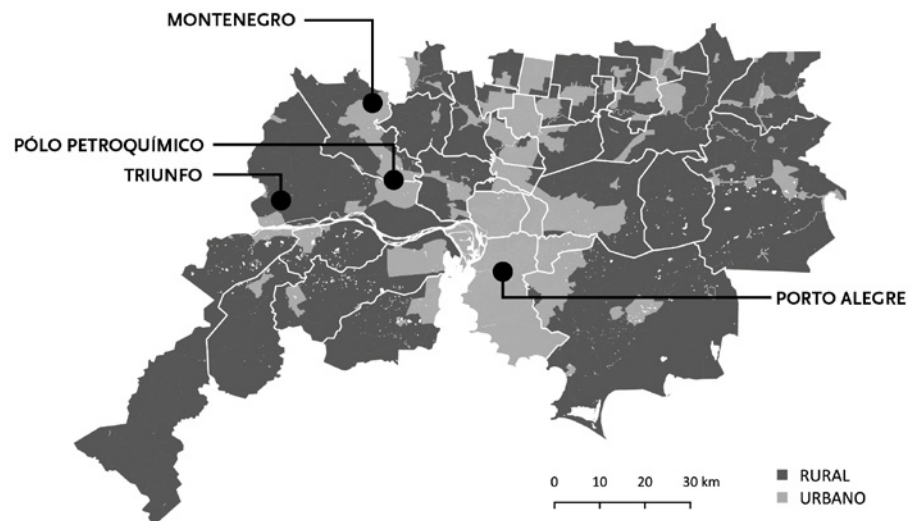 MONTENEGRO
PÓLO PETROQUÍMICO
TRIUNFO
PORTO ALEGRE
0 10 20 30 km
RURAL
URBANO